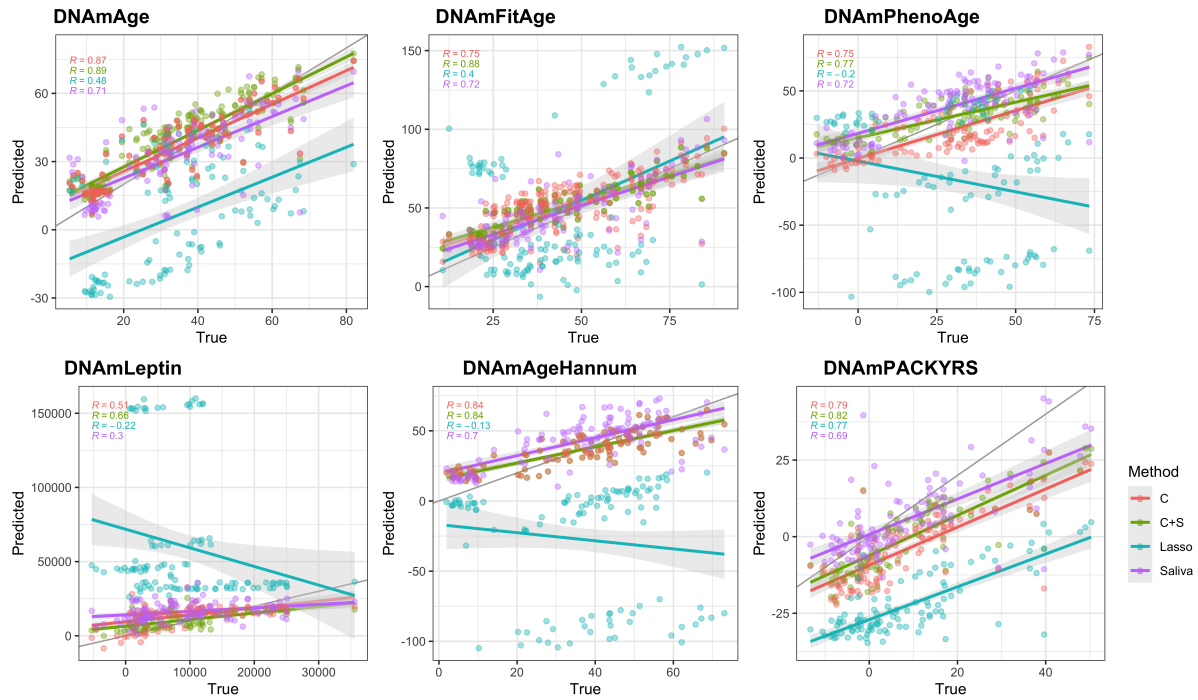 DNAmAge
R = 0.87
R = 0.89
R = 0.48
R = 0.71
60
30
0
-30
20
40
60
80
Predicted
True
DNAmFitAge
R = 0.75
R = 0.88
R = 0.4
R = 0.72
150
100
50
0
25
50
75
Predicted
True
DNAmPhenoAge
R = 0.75
R = 0.77
R = −0.2
R = 0.72
50
0
-50
-100
0
25
50
75
Predicted
True
DNAmLeptin
R = 0.51
R = 0.66
R = −0.22
R = 0.3
150000
100000
50000
0
0
10000
20000
30000
Predicted
True
DNAmAgeHannum
R = 0.84
R = 0.84
R = −0.13
R = 0.7
50
0
-50
-100
0
20
40
60
Predicted
True
DNAmPACKYRS
R = 0.79
R = 0.82
R = 0.77
R = 0.69
25
0
-25
0
20
40
Predicted
True
Method
C
C+S
Lasso
Saliva